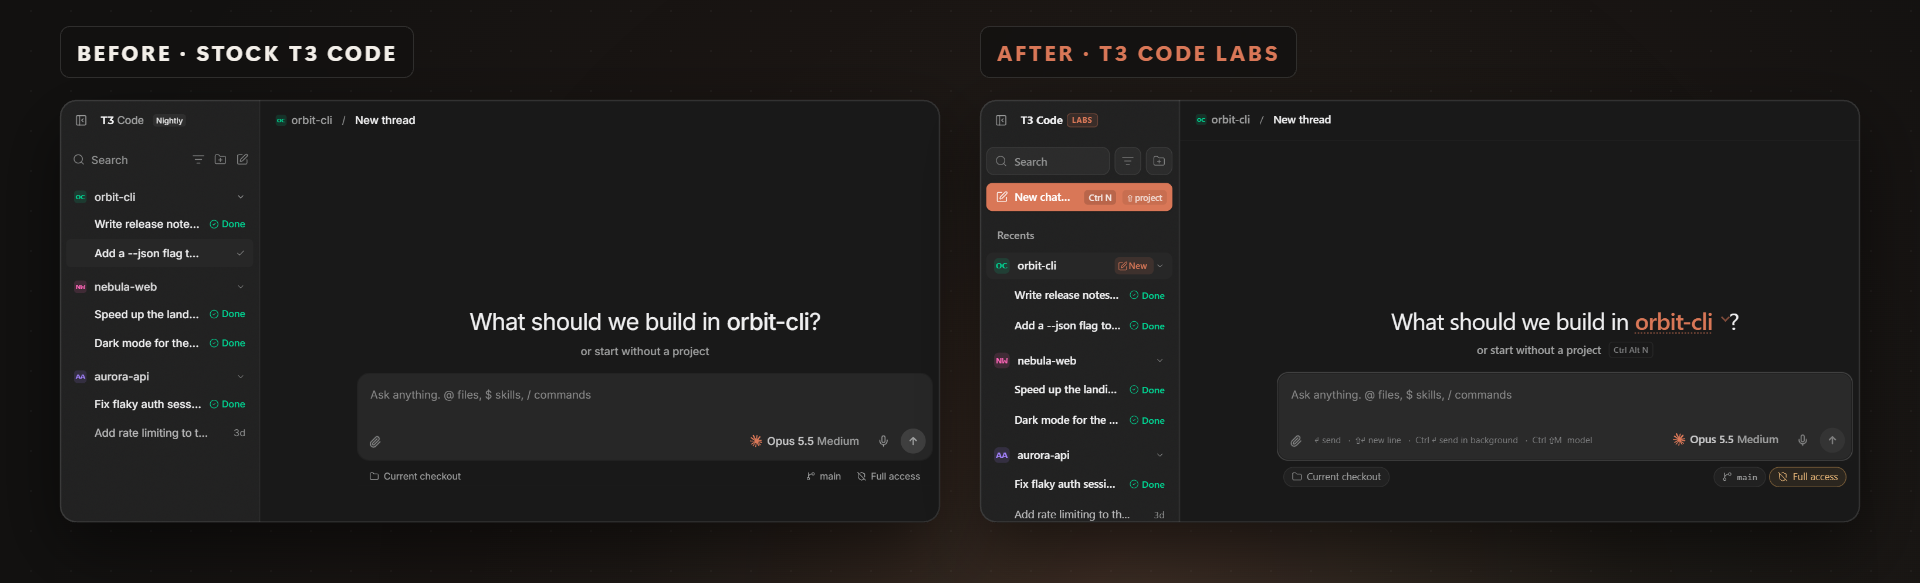 BEFORE · STOCK T3 CODE
T3 Code Nightly
Search
OC orbit-cli
Write release note... Done
Add a --json flag t...
NW nebula-web
Speed up the land... Done
Dark mode for the... Done
AA aurora-api
Fix flaky auth sess... Done
Add rate limiting to t... 3d
OC orbit-cli / New thread
What should we build in orbit-cli?
or start without a project
Ask anything. @ files, $ skills, / commands
Opus 5.5 Medium
Current checkout
main Full access
AFTER · T3 CODE LABS
T3 Code LABS
Search
New chat... Ctrl N ⇧ project
Recents
OC orbit-cli New
Write release notes... Done
Add a --json flag to... Done
NW nebula-web
Speed up the landi... Done
Dark mode for the ... Done
AA aurora-api
Fix flaky auth sessi... Done
Add rate limiting to th... 3d
OC orbit-cli / New thread
What should we build in orbit-cli ?
or start without a project Ctrl Alt N
Ask anything. @ files, $ skills, / commands
⏎ send · ⇧⏎ new line · Ctrl ⏎ send in background · Ctrl ⇧M model
Opus 5.5 Medium
Current checkout
main Full access